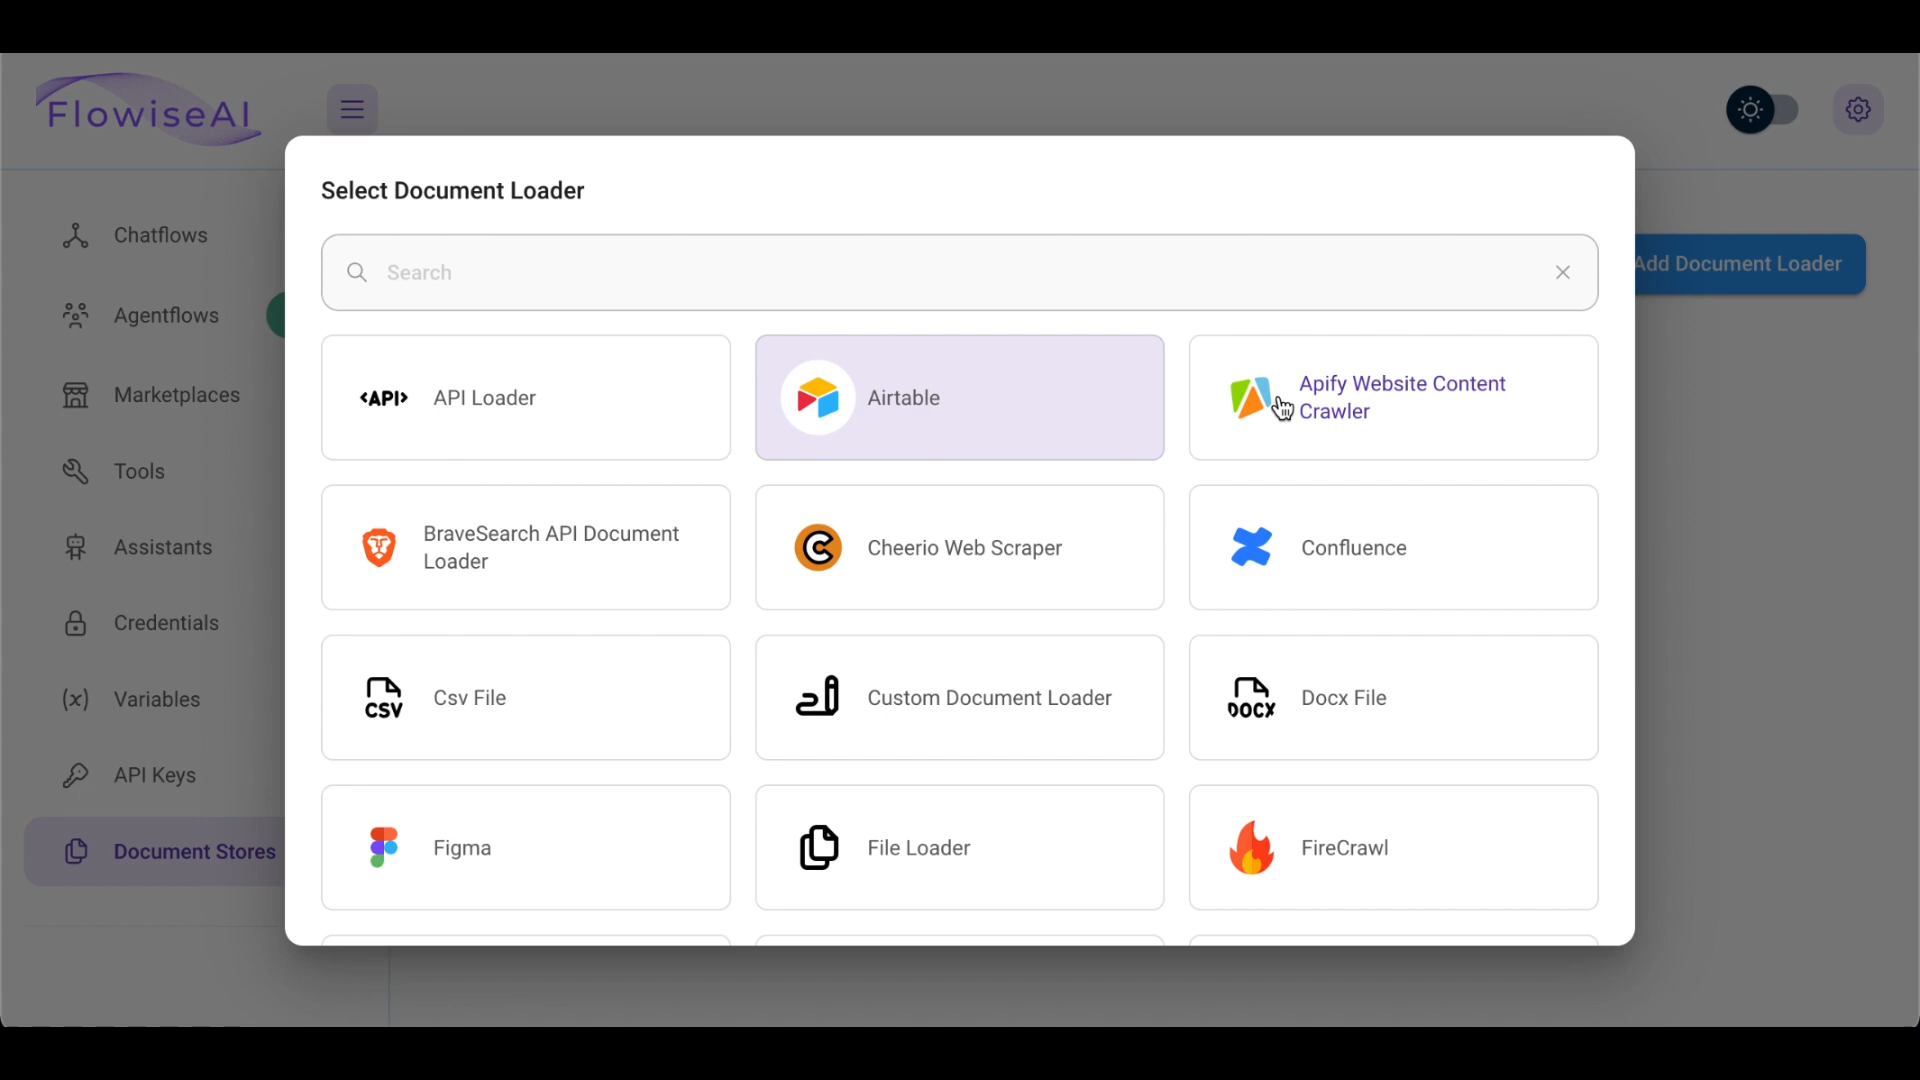 FlowiseAI
Select Document Loader
Search
Add Document Loader
Chatflows
Agentflows
Marketplaces
Tools
Assistants
Credentials
(x) Variables
API Keys
Document Stores
<API> API Loader
Airtable
Apify Website Content
Crawler
BraveSearch API Document
Loader
Cheerio Web Scraper
Confluence
CSV Csv File
Custom Document Loader
DOCX Docx File
Figma
File Loader
FireCrawl